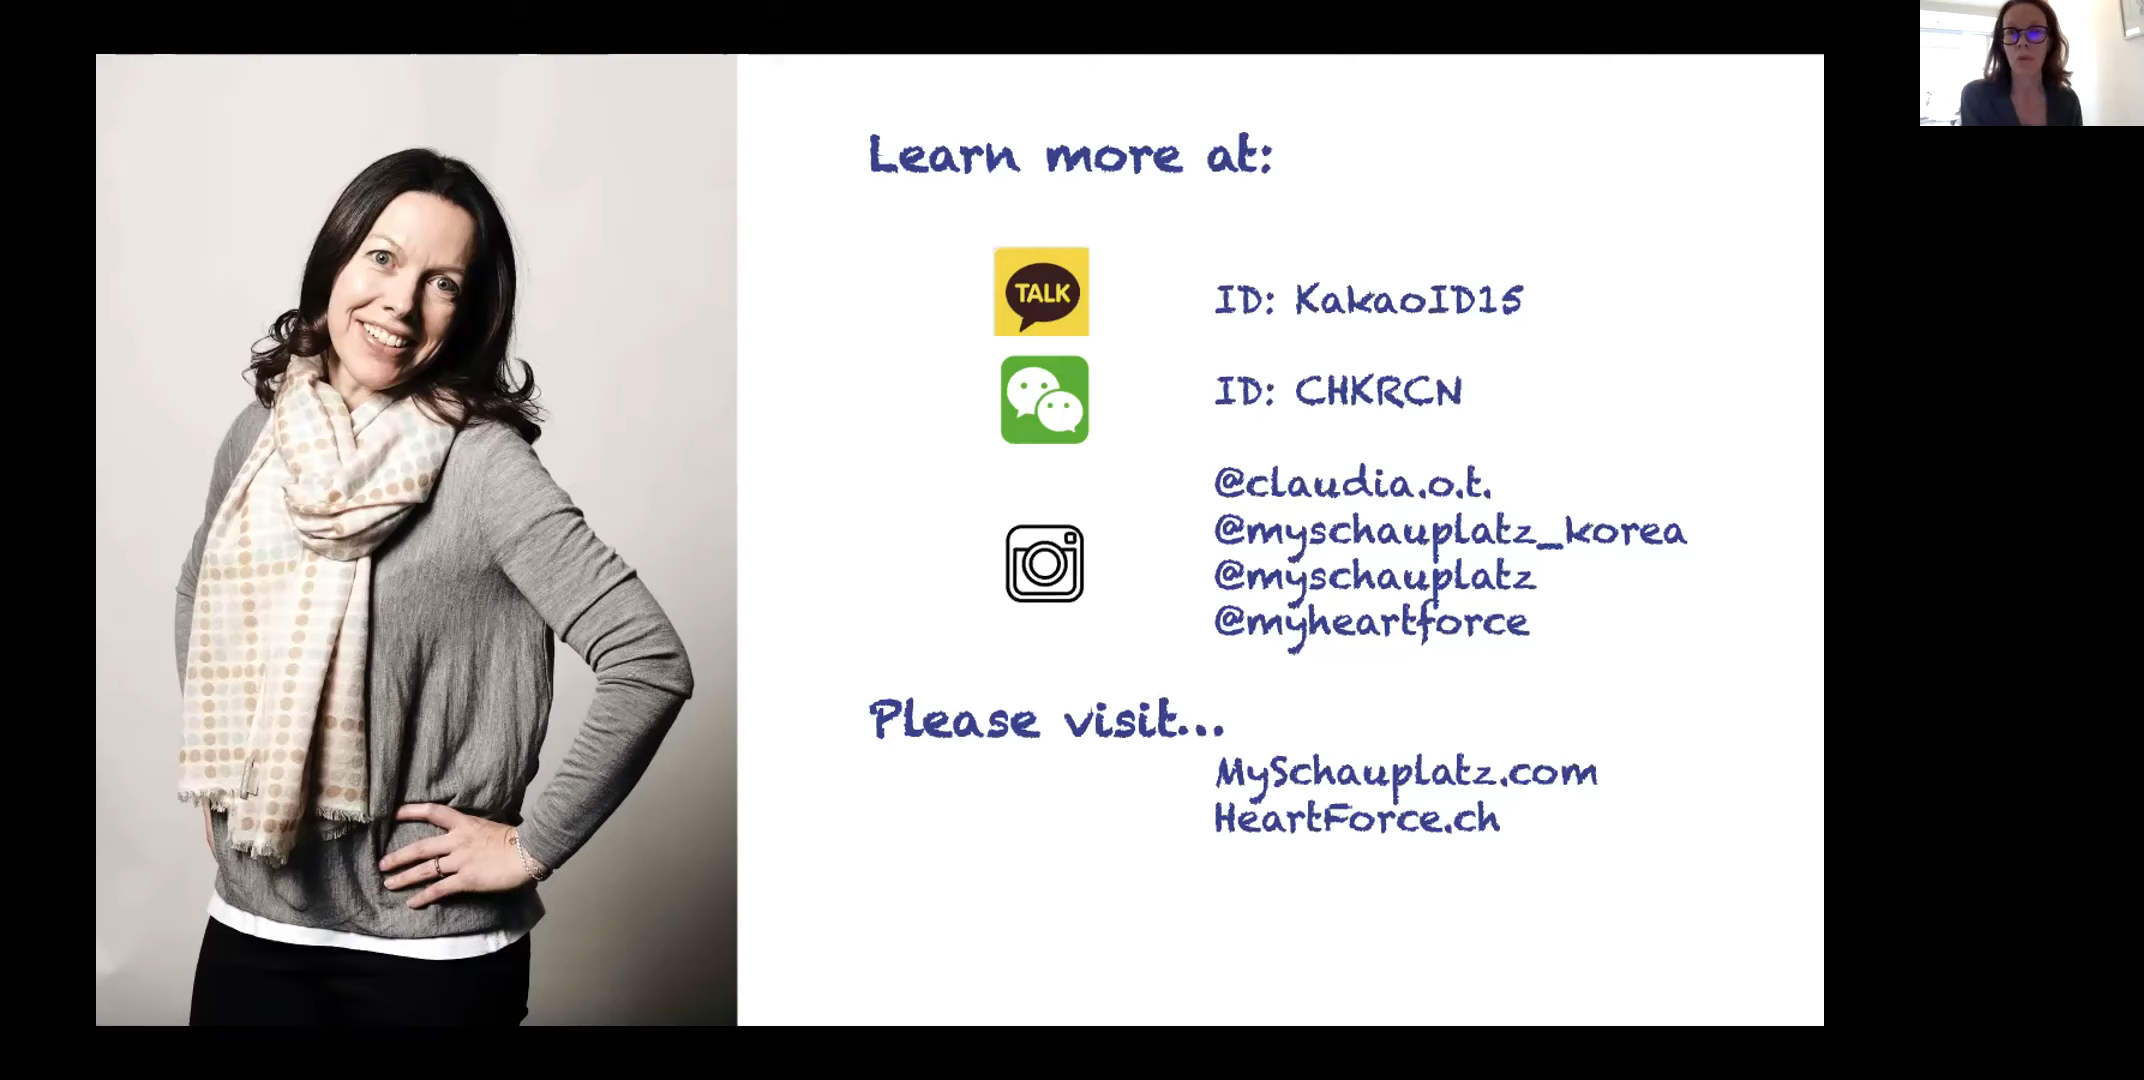 Learn more at:
TALK
ID: KakaoID15
ID: CHKRCN
@claudia.o.t.
@myschauplatz_korea
@myschauplatz
@myheartforce
Please visit...
MySchauplatz.com
HeartForce.ch